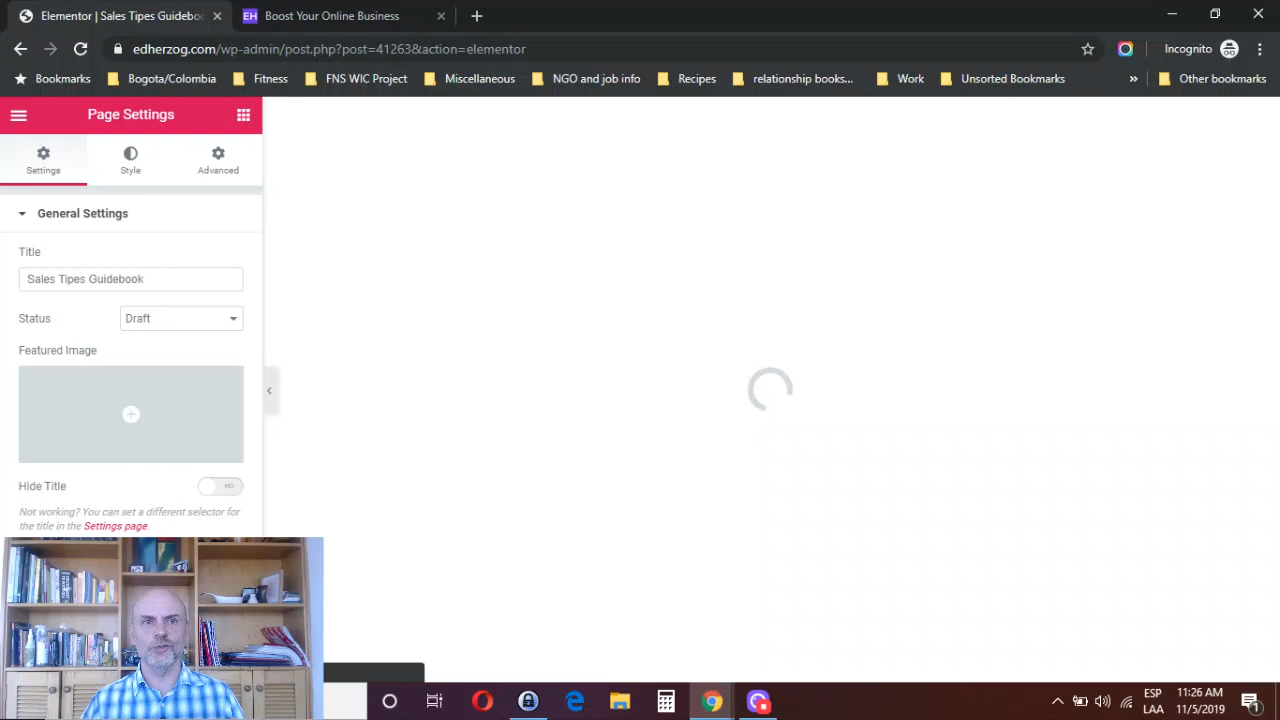 Elementor | Sales Tips Guideboo
EH Boost Your Online Business
edherzog.com/wp-admin/post.php?post=41263&action=elementor
Incognito
Bookmarks Bogota/Colombia Fitness FNS WIC Project Miscellaneous NGO and job info Recipes relationship books... Work Unsorted Bookmarks » Other bookmarks
Page Settings
Settings Style Advanced
General Settings
Title
Sales Tipes Guidebook
Status Draft
Featured Image
Hide Title NO
Not working? You can set a different selector for
the title in the Settings page.
ESP 11:26 AM
LAA 11/5/2019
1